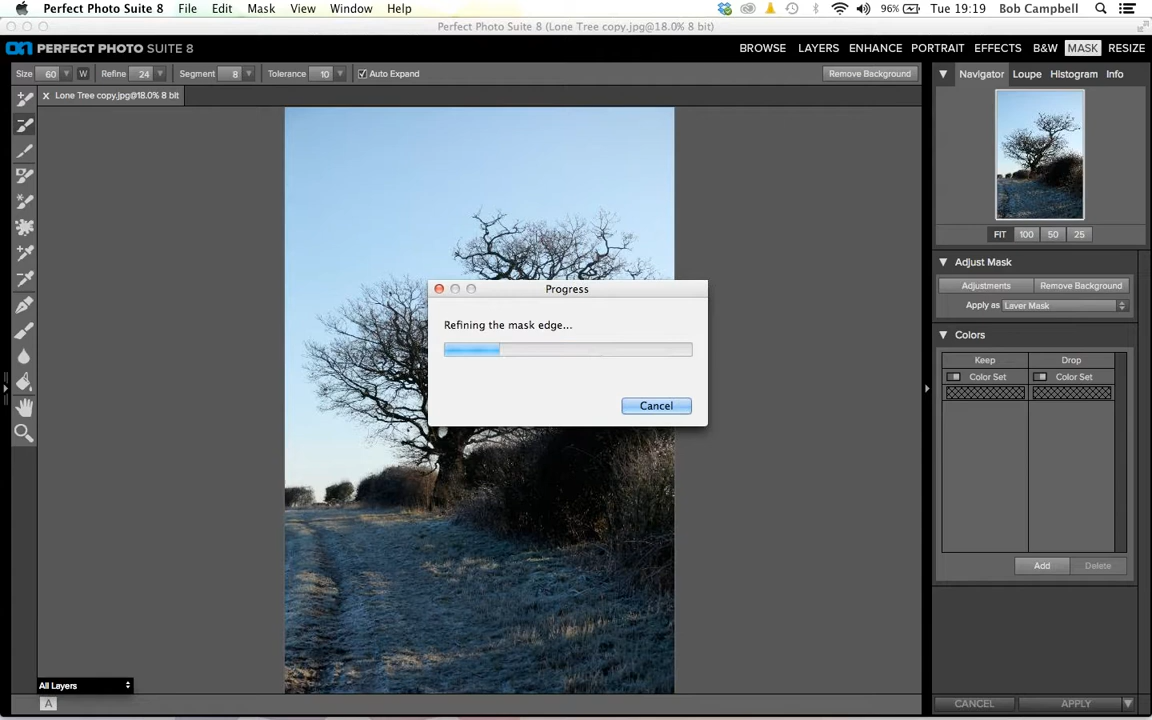 Perfect Photo Suite 8 File Edit Mask View Window Help 96% Tue 19:19 Bob Campbell
Perfect Photo Suite 8 (Lone Tree copy.jpg @18.0% 8 bit)
on PERFECT PHOTO SUITE 8 BROWSE LAYERS ENHANCE PORTRAIT EFFECTS B&W MASK RESIZE
Size 60 W Refine 24 Segment 8 Tolerance 10 Auto Expand Remove Background
Navigator Loupe Histogram Info
Lone Tree copy.jpg@18.0% 8 bit
FIT 100 50 25
Adjust Mask
Adjustments Remove Background
Apply as Layer Mask
Progress
Refining the mask edge...
Cancel
Colors
Keep Drop
Color Set Color Set
Add Delete
All Layers
A
CANCEL APPLY